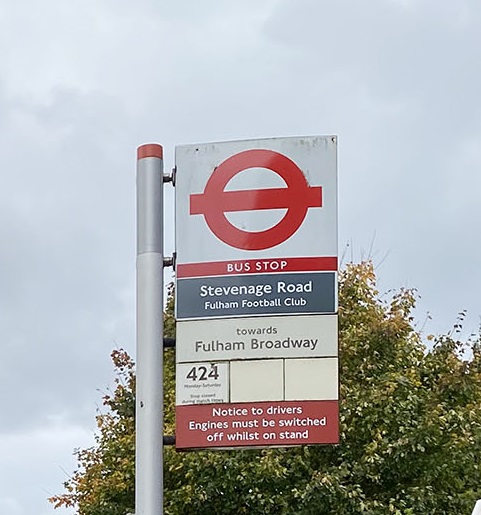 BUS STOP
Stevenage Road
Fulham Football Club
towards
Fulham Broadway
424
Monday-Saturday
Stop closed
during match times
Notice to drivers
Engines must be switched
off whilst on stand